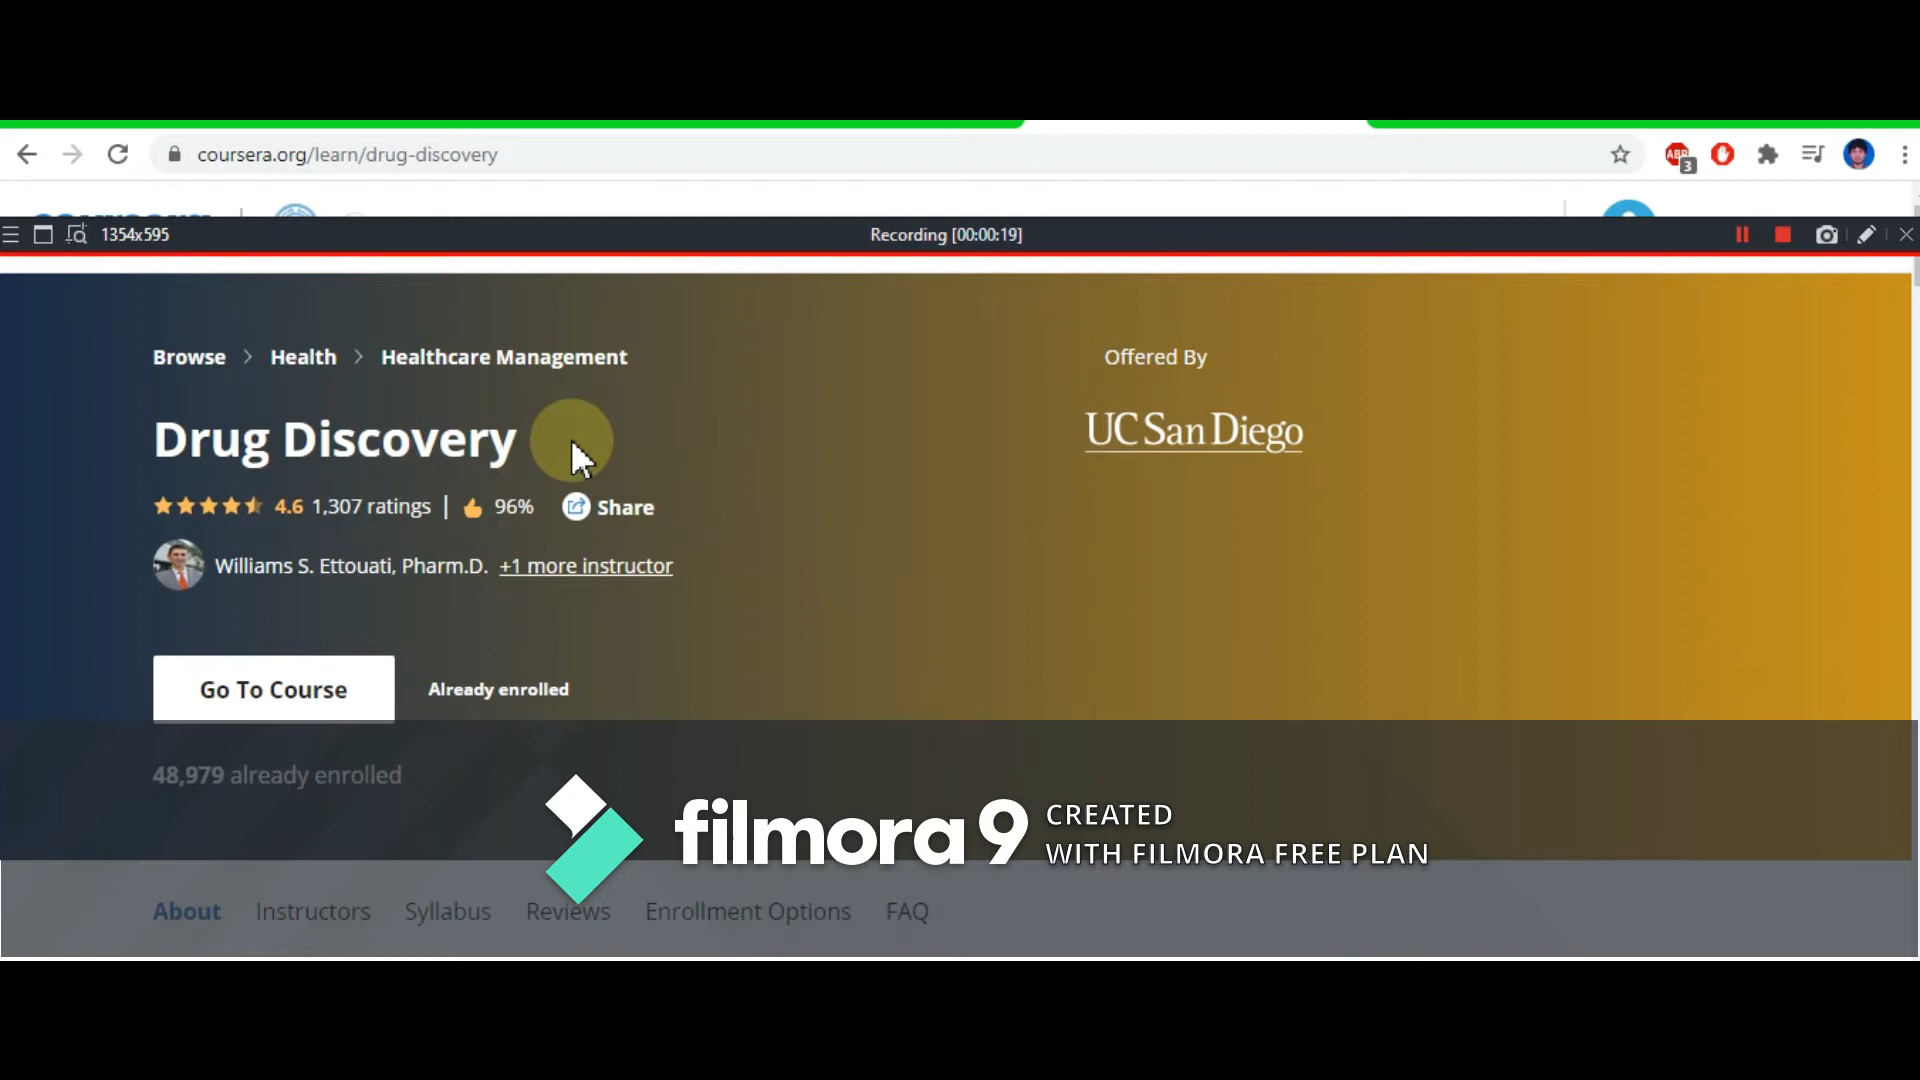 coursera.org/learn/drug-discovery
ABP
3
1354x595
Recording [00:00:19]
Browse > Health > Healthcare Management
Offered By
Drug Discovery
UC San Diego
4.6 1,307 ratings | 96% Share
Williams S. Ettouati, Pharm.D. +1 more instructor
Go To Course
Already enrolled
48,979 already enrolled
filmora 9
CREATED
WITH FILMORA FREE PLAN
About Instructors Syllabus Reviews Enrollment Options FAQ